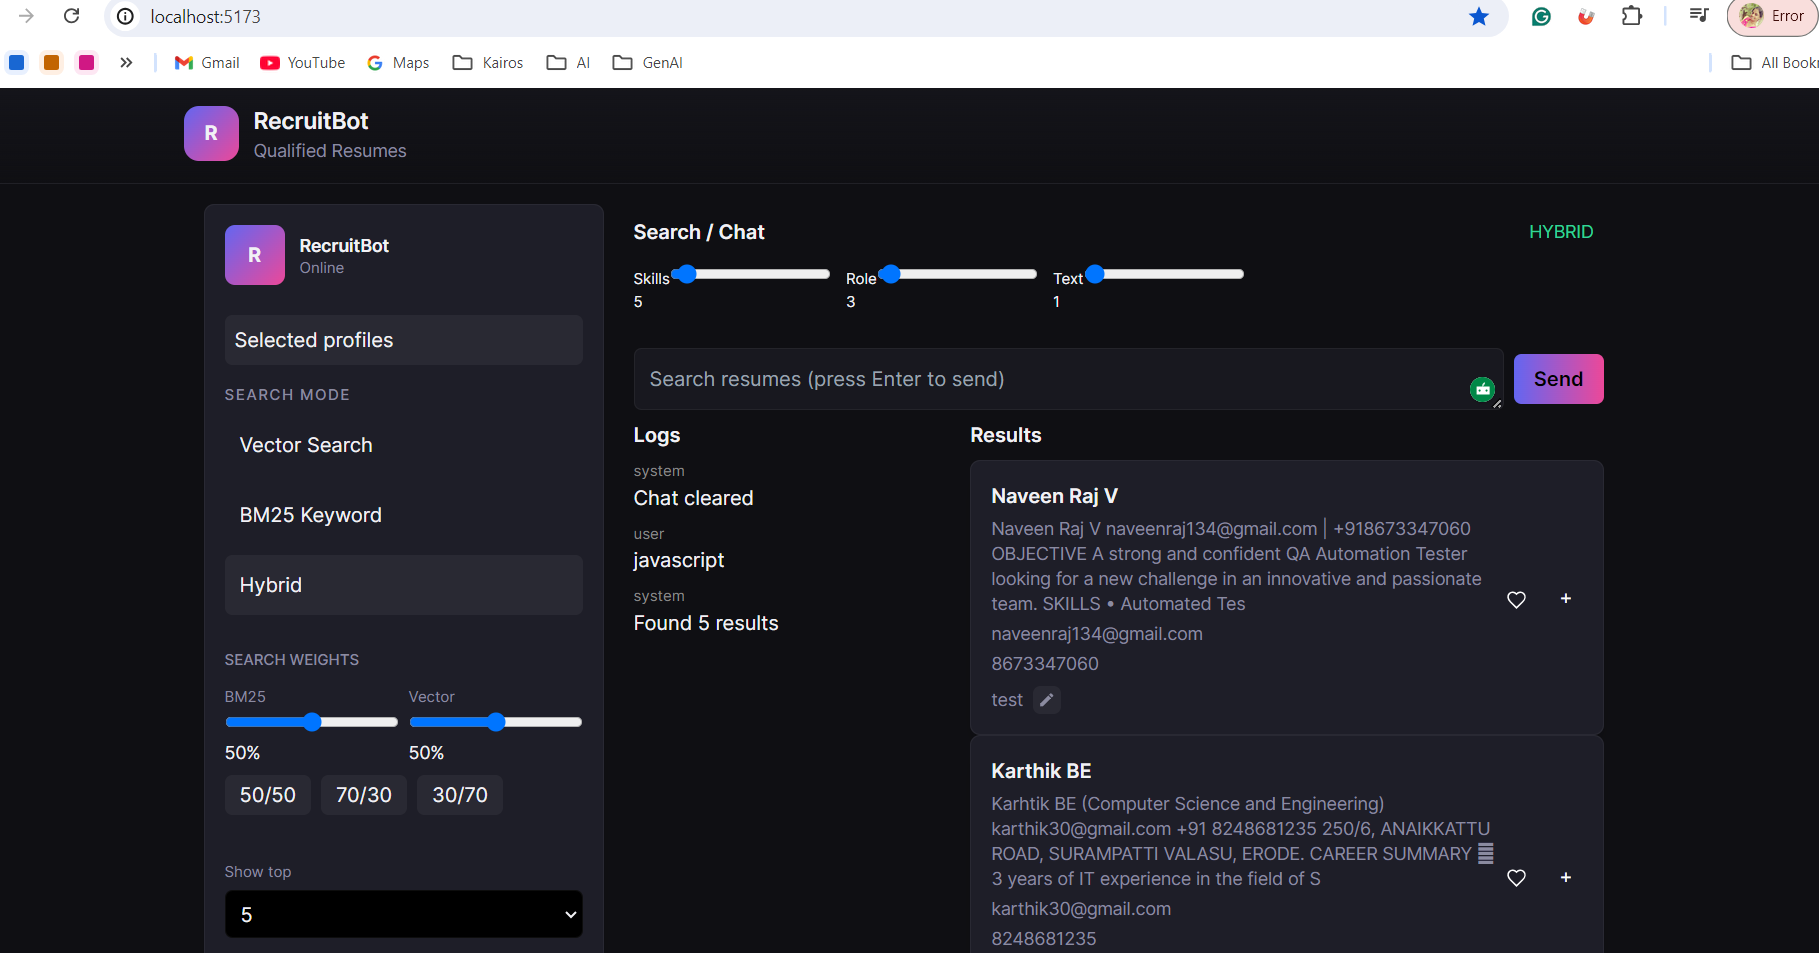 localhost:5173
Error
Gmail
YouTube
Maps
Kairos
AI
GenAI
All Book
R
RecruitBot
Qualified Resumes
R
RecruitBot
Online
Selected profiles
SEARCH MODE
Vector Search
BM25 Keyword
Hybrid
SEARCH WEIGHTS
BM25
Vector
50%
50%
50/50
70/30
30/70
Show top
5
Search / Chat
HYBRID
Skills
5
Role
3
Text
1
Search resumes (press Enter to send)
Send
Logs
system
Chat cleared
user
javascript
system
Found 5 results
Results
Naveen Raj V
Naveen Raj V naveenraj134@gmail.com | +918673347060
OBJECTIVE A strong and confident QA Automation Tester
looking for a new challenge in an innovative and passionate
team. SKILLS • Automated Tes
naveenraj134@gmail.com
8673347060
test
Karthik BE
Karhtik BE (Computer Science and Engineering)
karthik30@gmail.com +91 8248681235 250/6, ANAIKKATTU
ROAD, SURAMPATTI VALASU, ERODE. CAREER SUMMARY
3 years of IT experience in the field of S
karthik30@gmail.com
8248681235